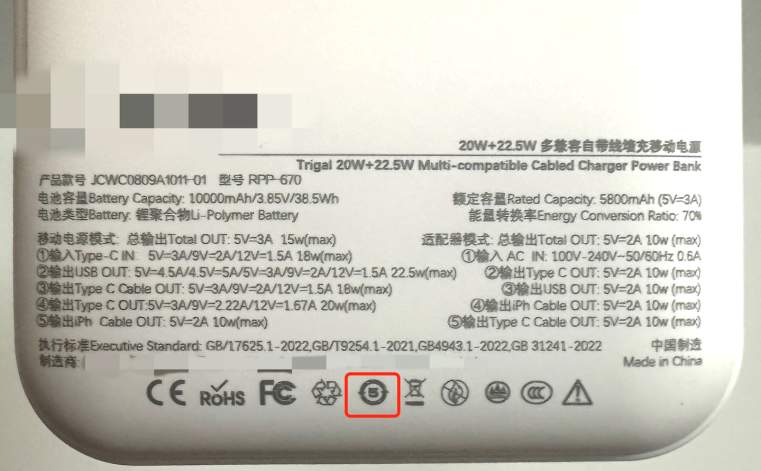 20W+22.5W 多兼容自带线墙充移动电源
Trigal 20W+22.5W Multi-compatible Cabled Charger Power Bank
产品款号 JCWC0809A1011-01 型号 RPP-670
电池容量Battery Capacity: 10000mAh/3.85V/38.5Wh
额定容量Rated Capacity: 5800mAh (5V=3A)
电池类型Battery: 锂聚合物Li-Polymer Battery
能量转换率Energy Conversion Ratio: 70%
移动电源模式: 总输出Total OUT: 5V=3A 15w(max)
①输入Type-C IN: 5V=3A/9V=2A/12V=1.5A 18w(max)
②输出USB OUT: 5V=4.5A/4.5V=5A/5V=3A/9V=2A/12V=1.5A 22.5w(max)
③输出Type C Cable OUT: 5V=3A/9V=2A/12V=1.5A 18w(max)
④输出Type C OUT:5V=3A/9V=2.22A/12V=1.67A 20w(max)
⑤输出iPh Cable OUT: 5V=2A 10w(max)
适配器模式: 总输出Total OUT: 5V=2A 10w (max)
①输入 AC IN: 100V-240V~50/60Hz 0.6A
②输出Type C OUT: 5V=2A 10w (max)
③输出USB OUT: 5V=2A 10w (max)
④输出iPh Cable OUT: 5V=2A 10w (max)
⑤输出Type C Cable OUT: 5V=2A 10w (max)
执行标准Executive Standard: GB/17625.1-2022,GB/T9254.1-2021,GB4943.1-2022,GB 31241-2022
中国制造
制造商:
Made in China
CE RoHS FC 5 CCC